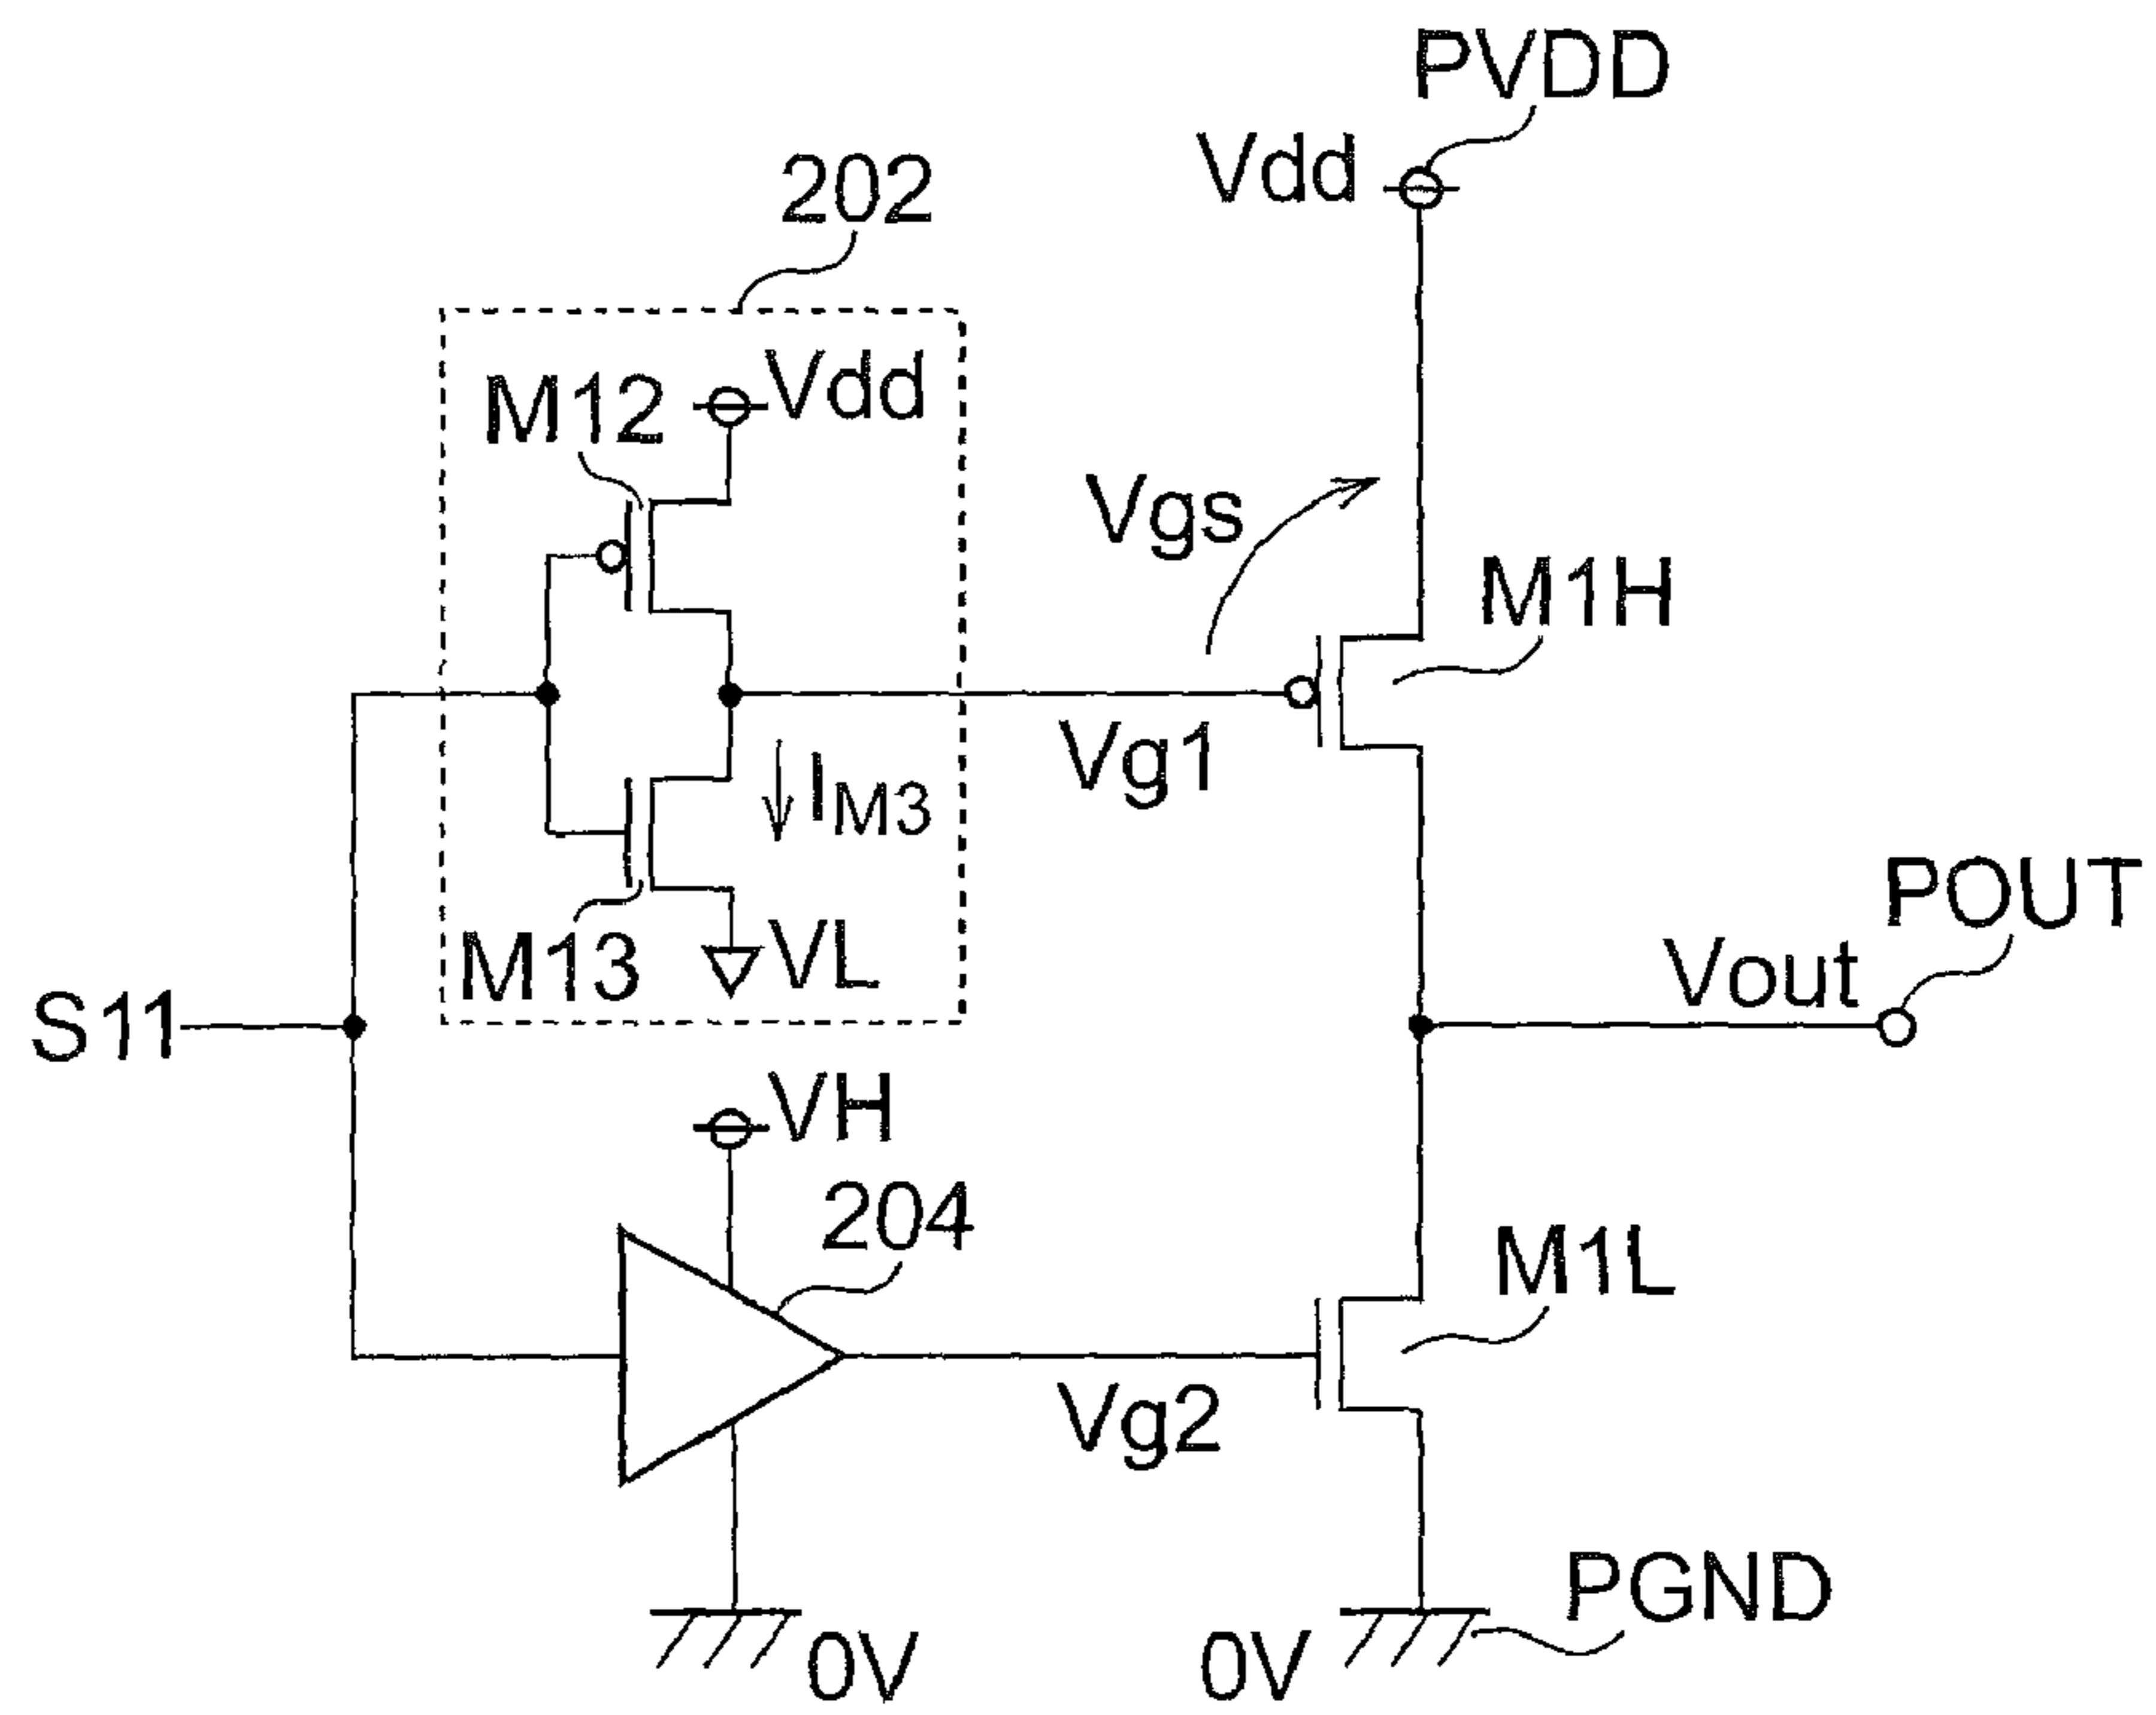 PVDD
Vdd
202
Vdd
M12
Vgs
M1H
Vg1
IM3
POUT
Vout
M13
VL
S11
VH
204
M1L
Vg2
PGND
0V
0V